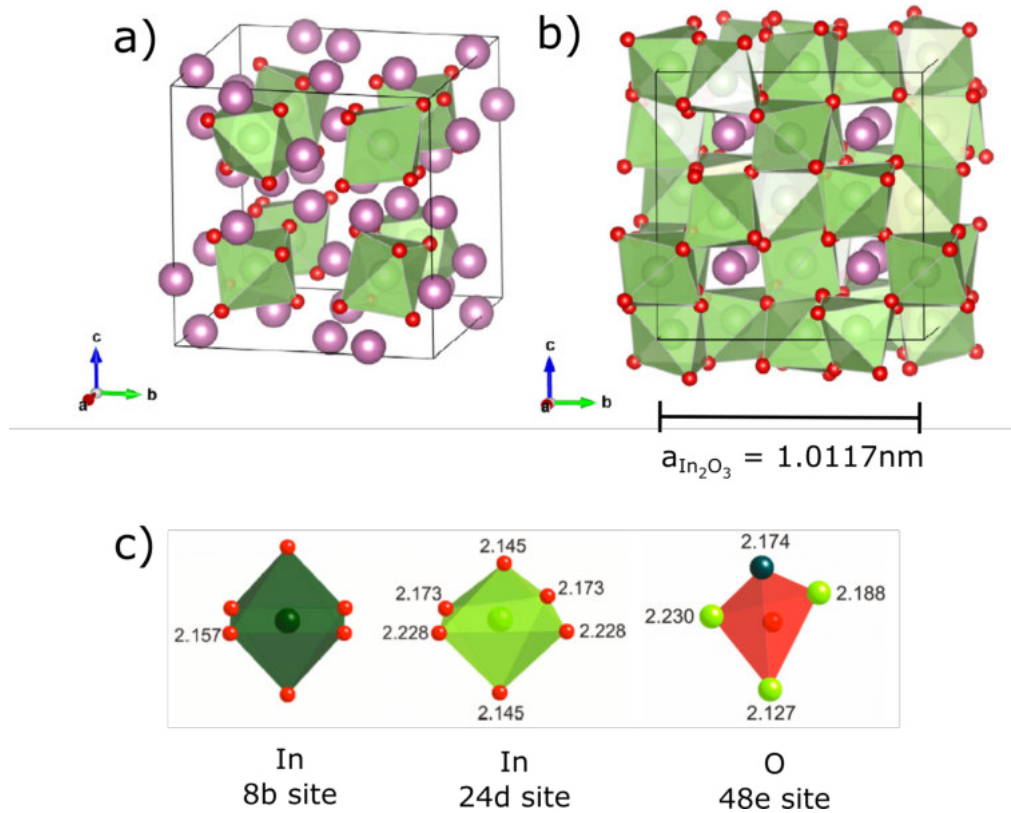 a)
b)
c
a
b
c
a
b
a_In₂O₃ = 1.0117nm
c)
2.157
2.145
2.173
2.173
2.228
2.228
2.145
2.174
2.188
2.230
2.127
In
8b site
In
24d site
O
48e site